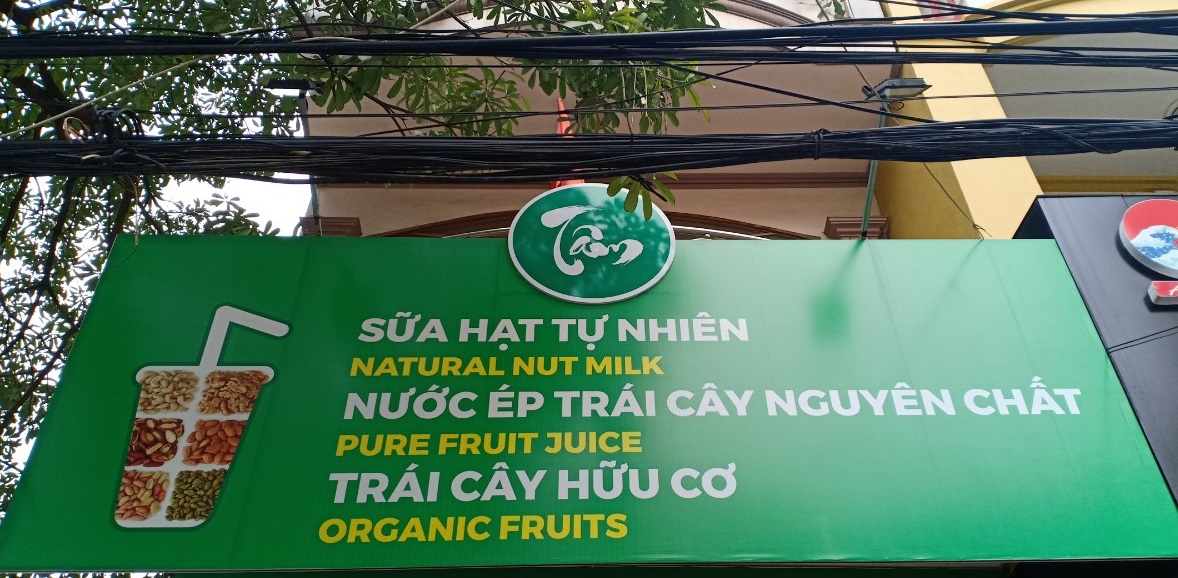 Tâm
SỮA HẠT TỰ NHIÊN
NATURAL NUT MILK
NƯỚC ÉP TRÁI CÂY NGUYÊN CHẤT
PURE FRUIT JUICE
TRÁI CÂY HỮU CƠ
ORGANIC FRUITS